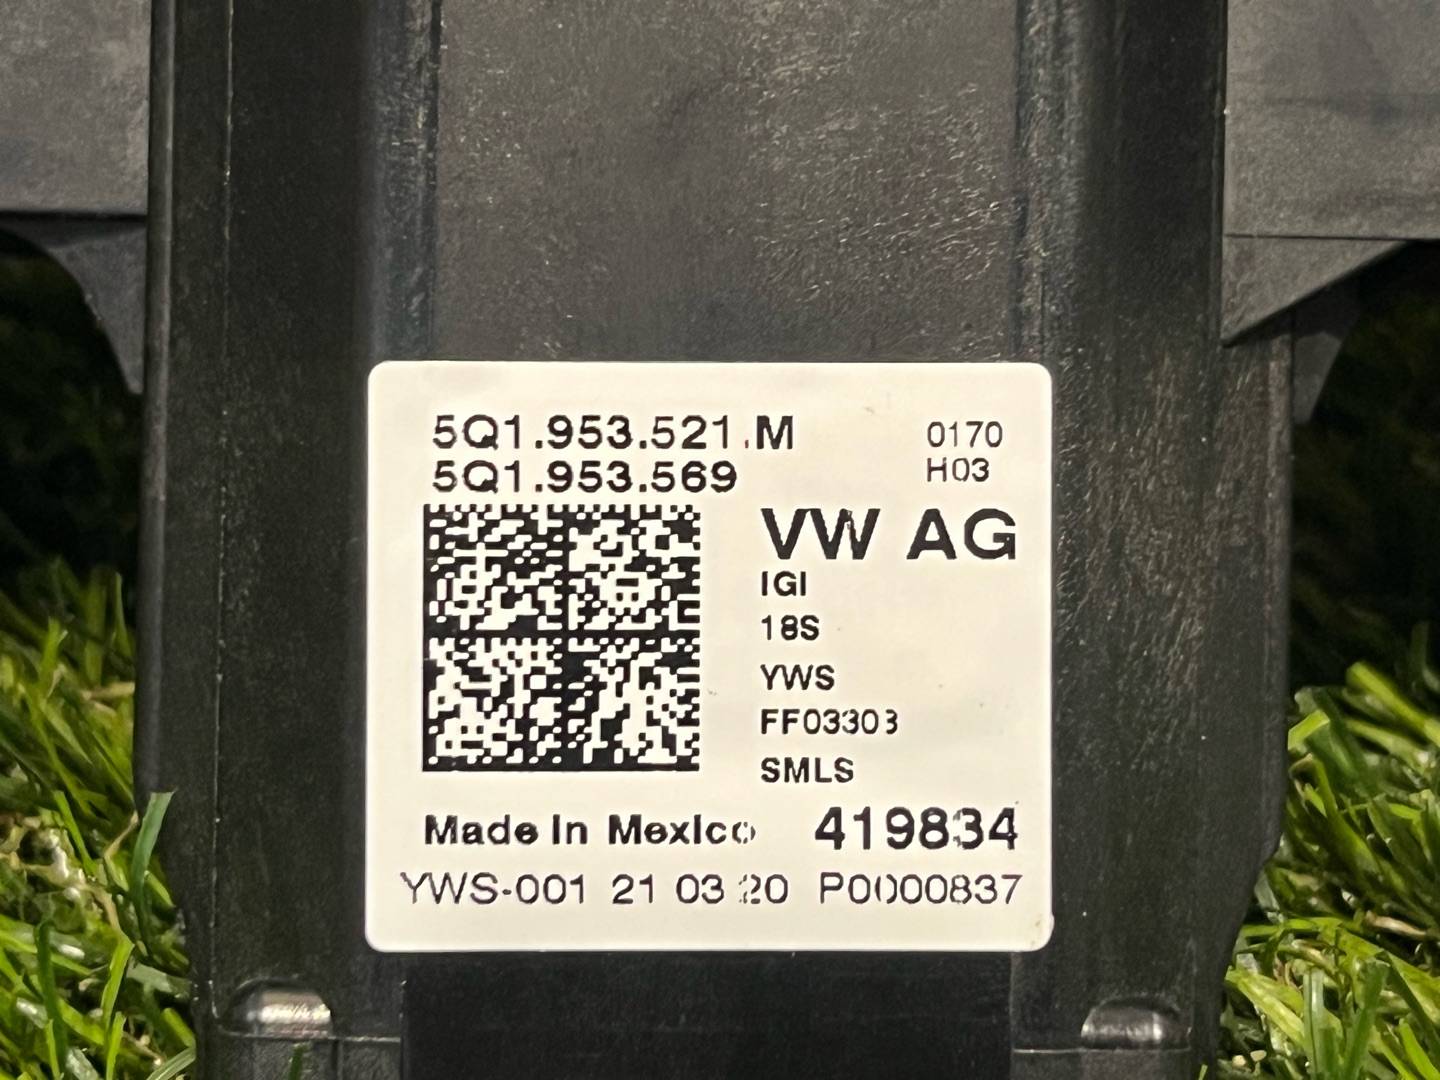 5Q1.953.521.M
0170
5Q1.953.569
H03
VW AG
IGI
18S
YWS
FF03303
SMLS
Made In Mexico
419834
YWS-001 21 03 20 P0000837